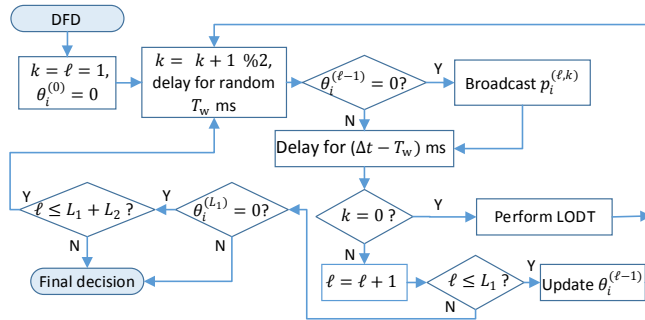 DFD
k = ℓ = 1,
θ_i^(0) = 0
k = k + 1 %2,
delay for random
T_w ms
θ_i^(ℓ−1) = 0?
Y
Broadcast p_i^(ℓ,k)
N
Delay for (Δt − T_w) ms
k = 0 ?
Y
Perform LODT
N
ℓ = ℓ + 1
ℓ ≤ L_1 ?
Y
Update θ_i^(ℓ−1)
N
θ_i^(L_1) = 0?
Y
N
ℓ ≤ L_1 + L_2 ?
Y
N
Final decision